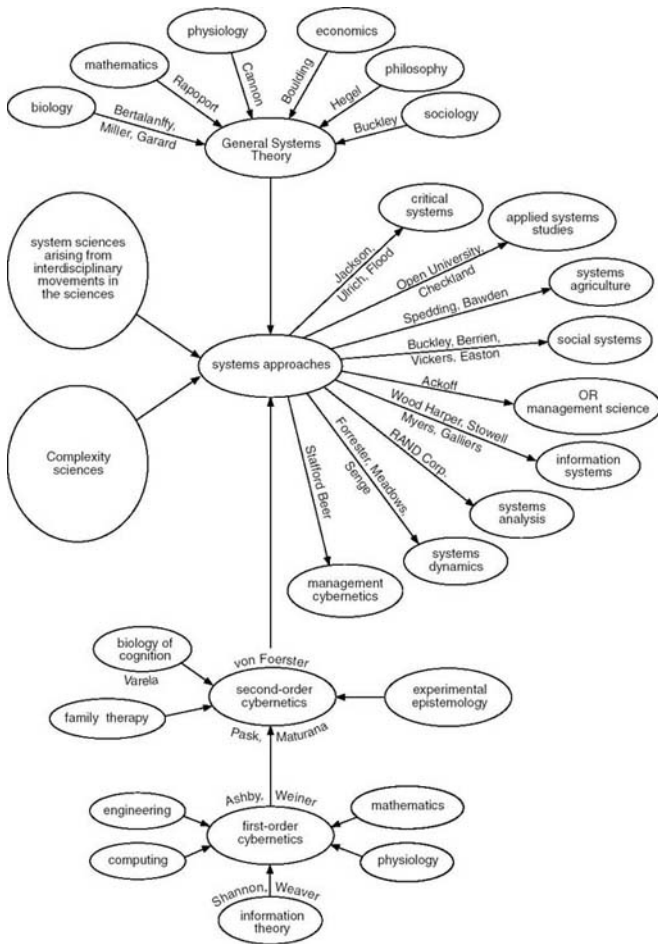 physiology
economics
mathematics
philosophy
biology
sociology
Bertalanffy,
Miller, Garard
Rapoport
Cannon
Boulding
Hegel
Buckley
General Systems
Theory
system sciences
arising from
interdisciplinary
movements in
the sciences
Complexity
sciences
systems approaches
critical
systems
Jackson,
Ulrich, Flood
applied systems
studies
Open University,
Checkland
systems
agriculture
Spedding, Bawden
social systems
Buckley, Berrien,
Vickers, Easton
OR
management science
Ackoff
information
systems
Wood Harper, Stowell
Myers, Galliers
systems
analysis
RAND Corp.
systems
dynamics
Forrester, Meadows,
Senge
management
cybernetics
Stafford Beer
biology of
cognition
Varela
family therapy
von Foerster
second-order
cybernetics
Pask, Maturana
experimental
epistemology
Ashby, Weiner
engineering
computing
first-order
cybernetics
mathematics
physiology
Shannon, Weaver
information
theory